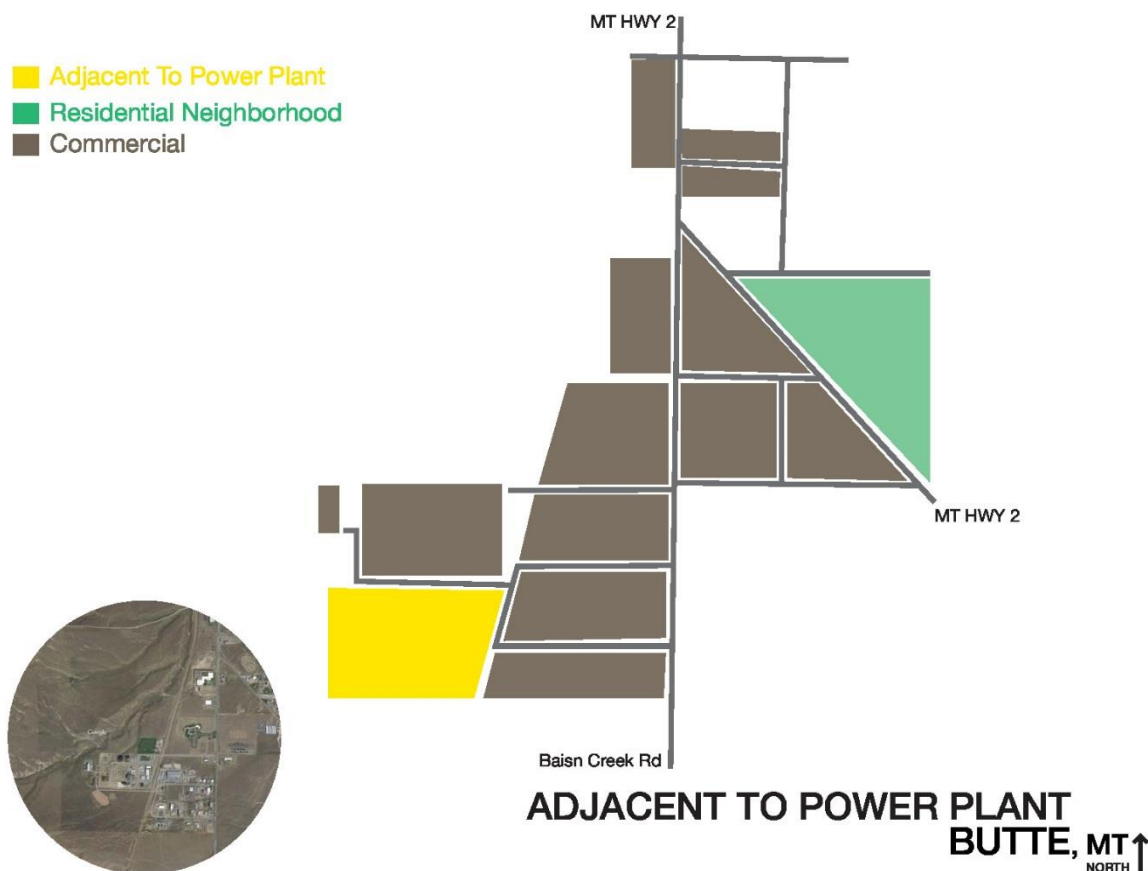 MT HWY 2
Adjacent To Power Plant
Residential Neighborhood
Commercial
MT HWY 2
Baisn Creek Rd
Google
ADJACENT TO POWER PLANT
BUTTE, MT
NORTH